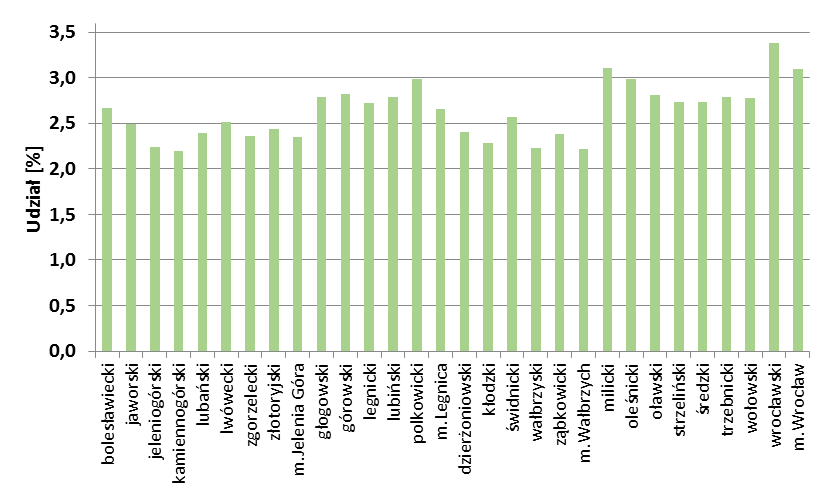 3,5
3,0
2,5
2,0
1,5
1,0
0,5
0,0
Udział [%]
bolesławiecki
jaworski
jeleniogórski
kamiennogórski
lubański
lwówecki
zgorzelecki
złotoryjski
m.Jelenia Góra
głogowski
górowski
legnicki
lubiński
polkowicki
m.Legnica
dzierżoniowski
kłodzki
świdnicki
wałbrzyski
ząbkowicki
m.Wałbrzych
milicki
oleśnicki
oławski
strzeliński
średzki
trzebnicki
wołowski
wrocławski
m.Wrocław